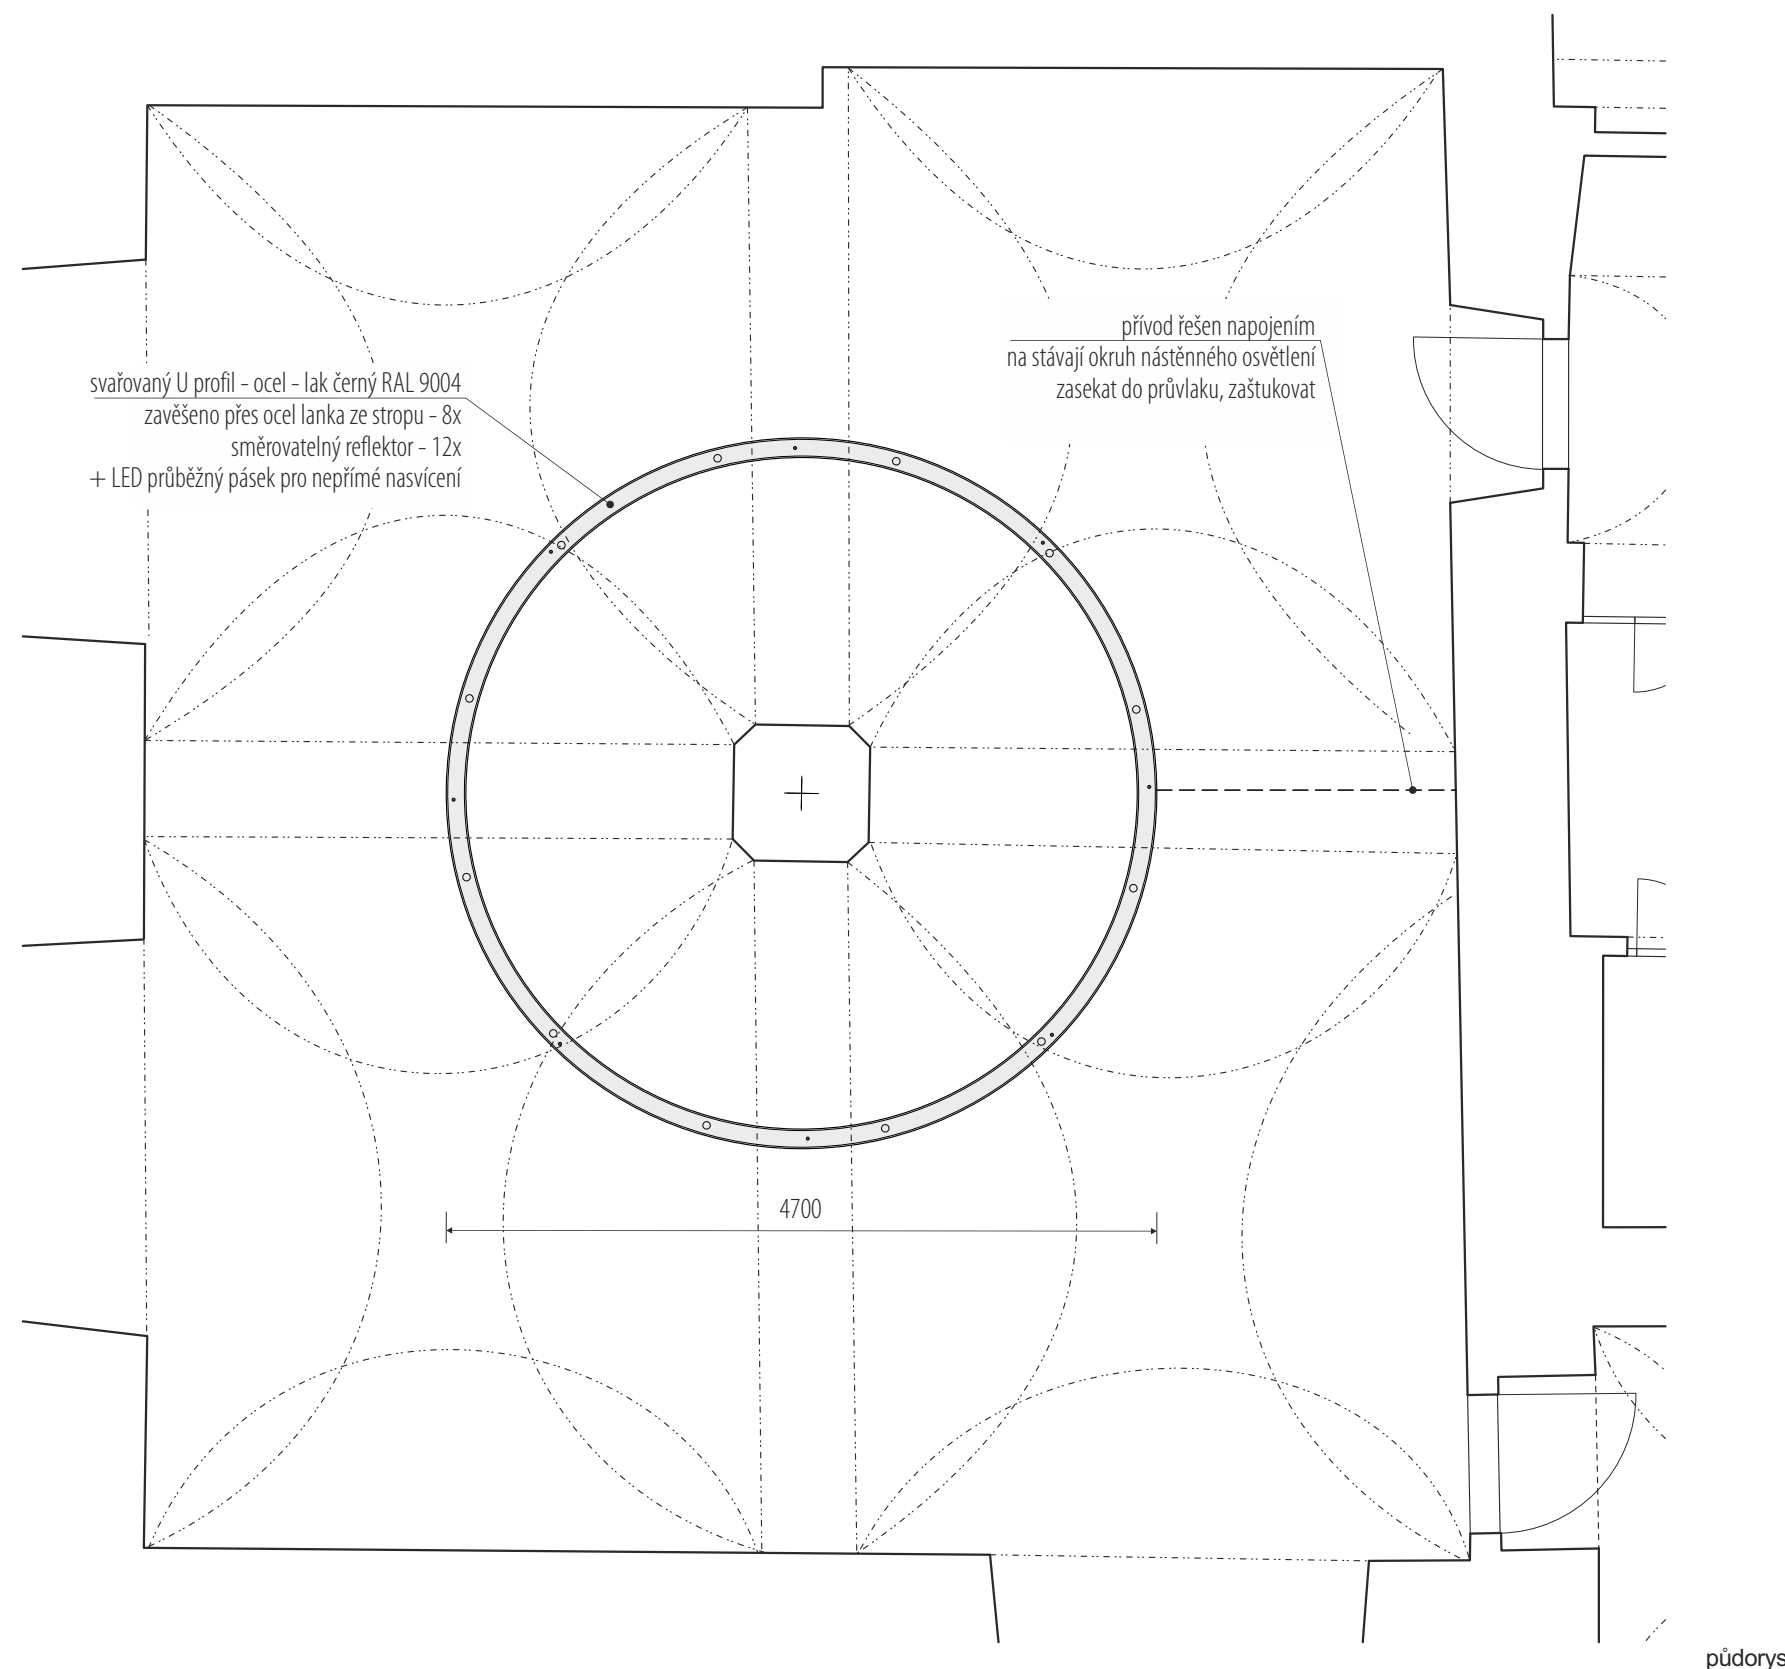 přívod řešen napojením
na stávají okruh nástěnného osvětlení
zasekat do průvlaku, zaštukovat
svařovaný U profil - ocel - lak černý RAL 9004
zavěšeno přes ocel lanka ze stropu - 8x
směrovatelný reflektor - 12x
+ LED průběžný pásek pro nepřímé nasvícení
4700
půdorys